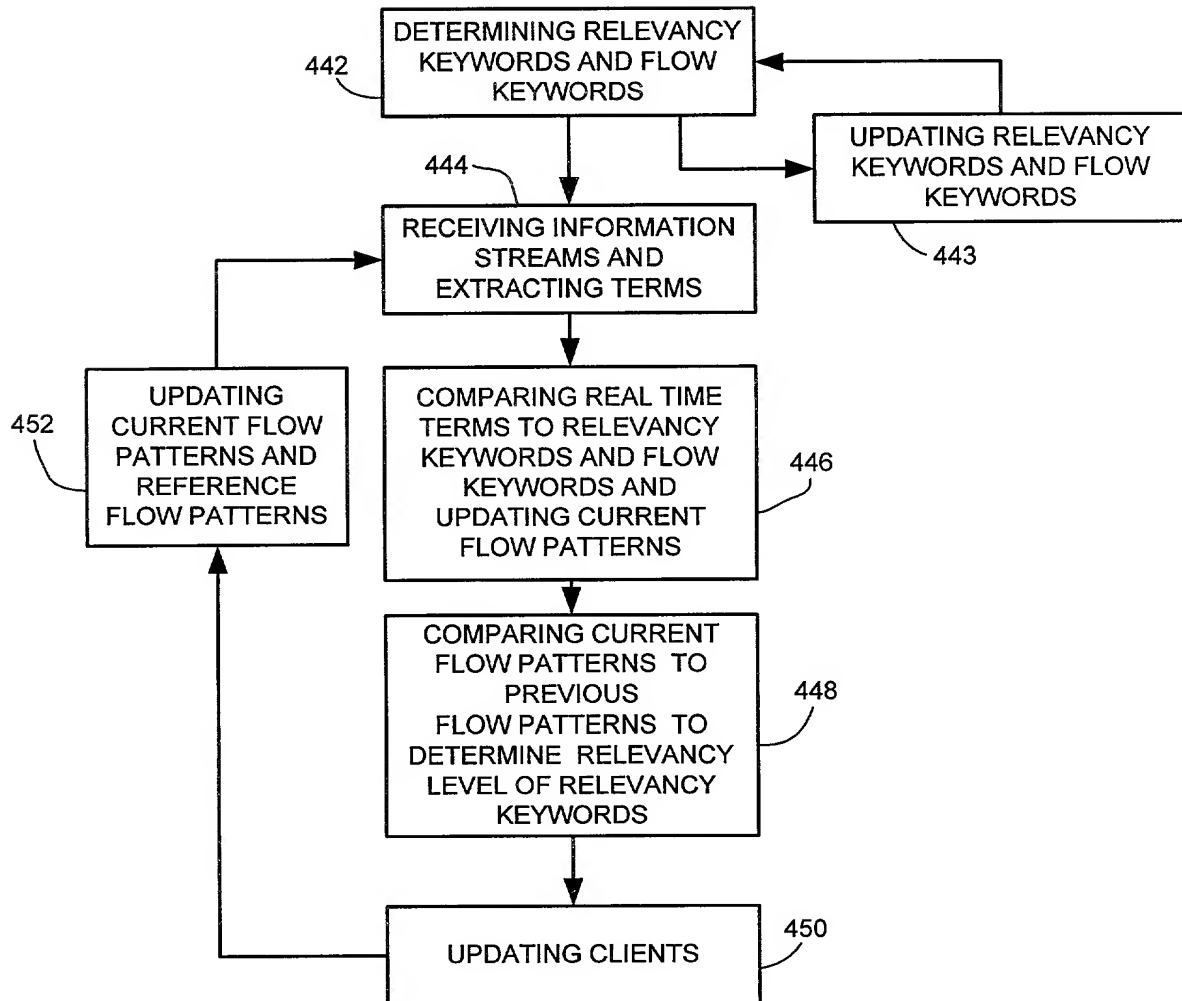 DETERMINING RELEVANCY
KEYWORDS AND FLOW
KEYWORDS
442
UPDATING RELEVANCY
KEYWORDS AND FLOW
KEYWORDS
443
444
RECEIVING INFORMATION
STREAMS AND
EXTRACTING TERMS
UPDATING
CURRENT FLOW
PATTERNS AND
REFERENCE
FLOW PATTERNS
452
COMPARING REAL TIME
TERMS TO RELEVANCY
KEYWORDS AND FLOW
KEYWORDS AND
UPDATING CURRENT
FLOW PATTERNS
446
COMPARING CURRENT
FLOW PATTERNS TO
PREVIOUS
FLOW PATTERNS TO
DETERMINE RELEVANCY
LEVEL OF RELEVANCY
KEYWORDS
448
UPDATING CLIENTS
450